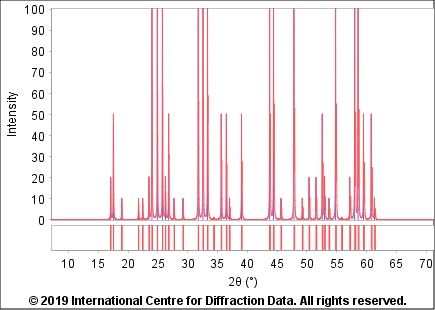 100
90
80
70
60
50
40
30
20
10
0
Intensity
10 15 20 25 30 35 40 45 50 55 60 65 70
2θ (°)
© 2019 International Centre for Diffraction Data. All rights reserved.